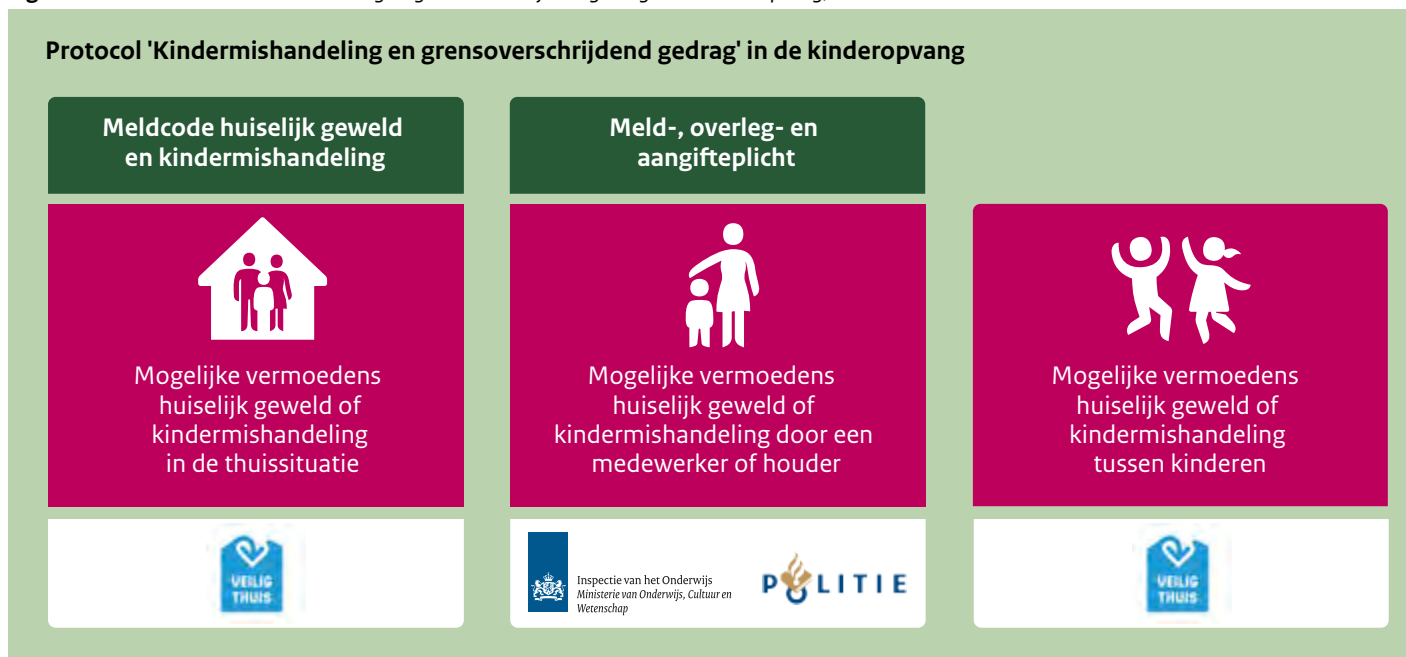 Protocol 'Kindermishandeling en grensoverschrijdend gedrag' in de kinderopvang
Meldcode huiselijk geweld
en kindermishandeling
Meld-, overleg- en
aangifteplicht
Mogelijke vermoedens
huiselijk geweld of
kindermishandeling
in de thuissituatie
Mogelijke vermoedens
huiselijk geweld of
kindermishandeling door een
medewerker of houder
Mogelijke vermoedens
huiselijk geweld of
kindermishandeling
tussen kinderen
VEILIG
THUIS
Inspectie van het Onderwijs
Ministerie van Onderwijs, Cultuur en
Wetenschap
POLITIE
VEILIG
THUIS